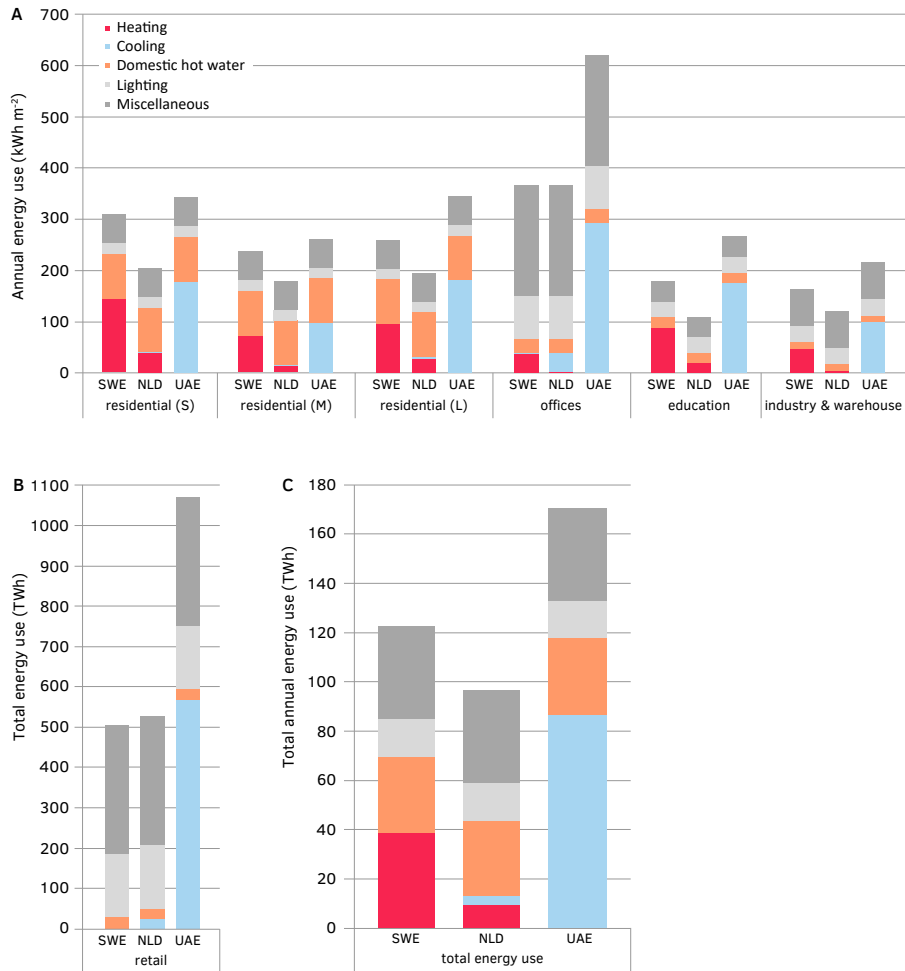 A
Annual energy use (kWh m⁻²)
700
600
500
400
300
200
100
0
Heating
Cooling
Domestic hot water
Lighting
Miscellaneous
SWE NLD UAE SWE NLD UAE SWE NLD UAE SWE NLD UAE SWE NLD UAE SWE NLD UAE
residential (S) residential (M) residential (L) offices education industry & warehouse
B
Total energy use (TWh)
1100
1000
900
800
700
600
500
400
300
200
100
0
SWE NLD UAE
retail
C
Total annual energy use (TWh)
180
160
140
120
100
80
60
40
20
0
SWE NLD UAE
total energy use